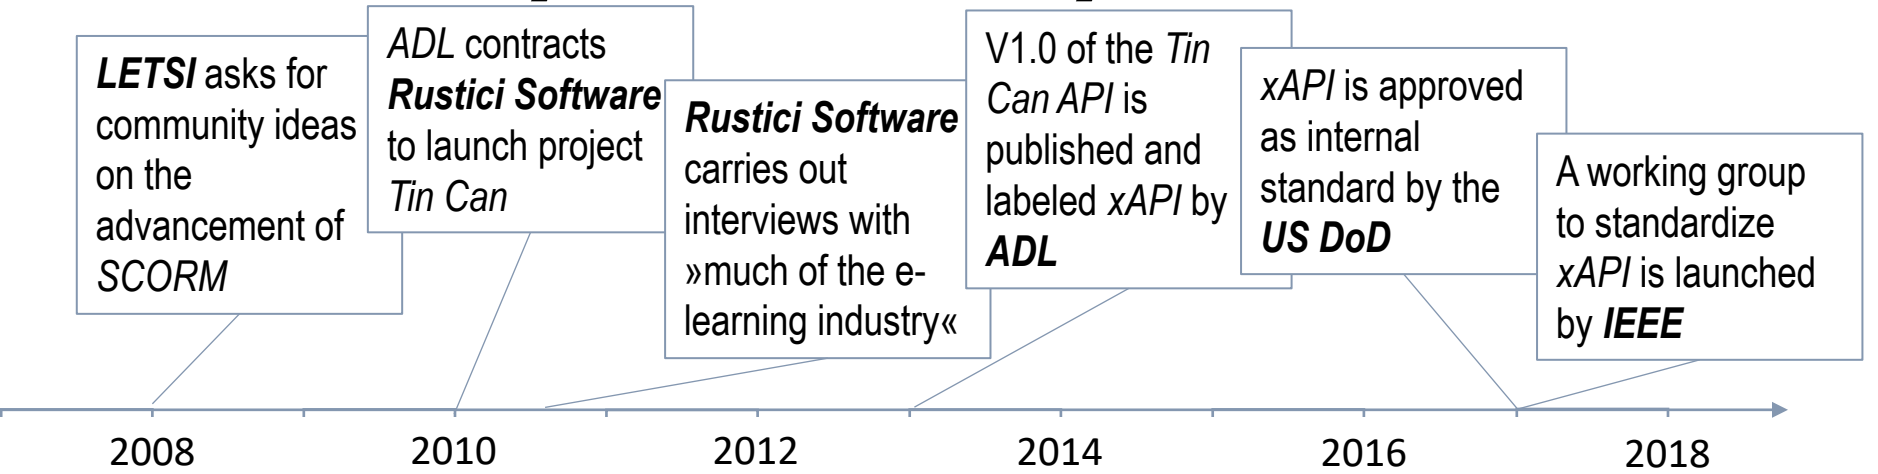 LETSI asks for
community ideas
on the
advancement of
SCORM
ADL contracts
Rustici Software
to launch project
Tin Can
Rustici Software
carries out
interviews with
»much of the e-
learning industry«
V1.0 of the Tin
Can API is
published and
labeled xAPI by
ADL
xAPI is approved
as internal
standard by the
US DoD
A working group
to standardize
xAPI is launched
by IEEE
2008
2010
2012
2014
2016
2018